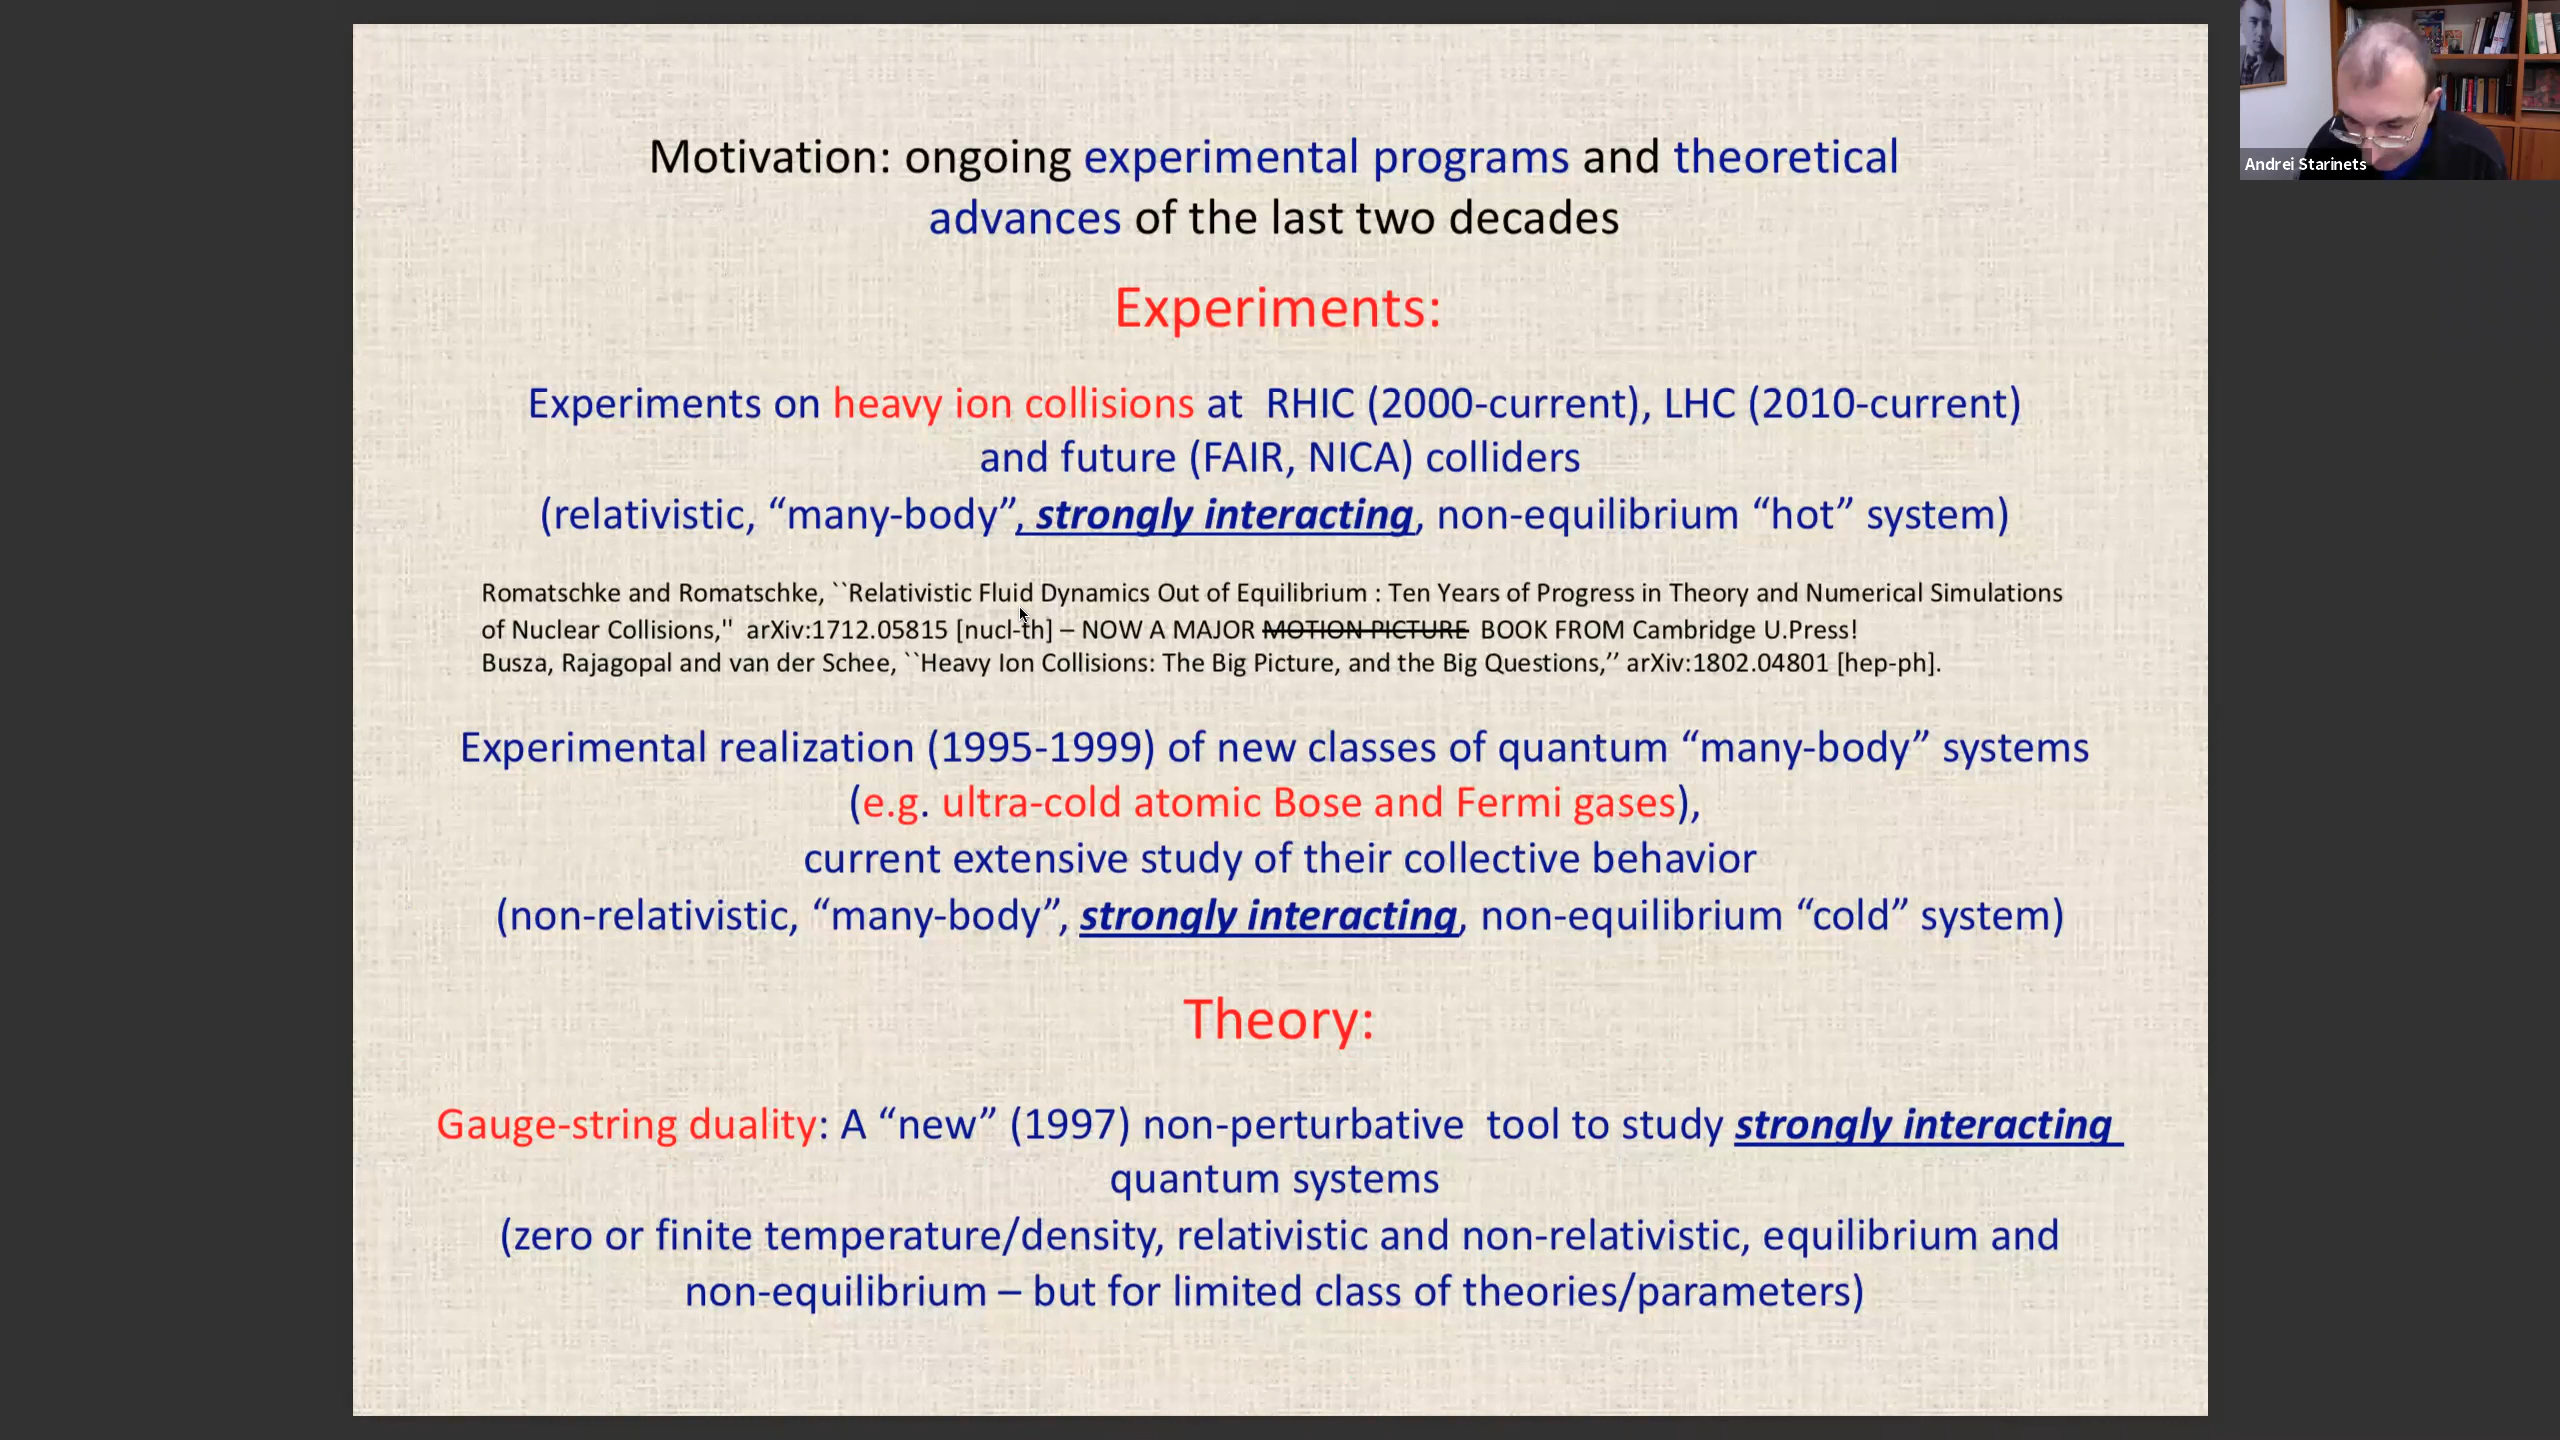 Motivation: ongoing experimental programs and theoretical
advances of the last two decades
Experiments:
Experiments on heavy ion collisions at RHIC (2000-current), LHC (2010-current)
and future (FAIR, NICA) colliders
(relativistic, “many-body”, strongly interacting, non-equilibrium “hot” system)
Romatschke and Romatschke, ``Relativistic Fluid Dynamics Out of Equilibrium : Ten Years of Progress in Theory and Numerical Simulations
of Nuclear Collisions,'' arXiv:1712.05815 [nucl-th] – NOW A MAJOR MOTION PICTURE BOOK FROM Cambridge U.Press!
Busza, Rajagopal and van der Schee, ``Heavy Ion Collisions: The Big Picture, and the Big Questions,’’ arXiv:1802.04801 [hep-ph].
Experimental realization (1995-1999) of new classes of quantum “many-body” systems
(e.g. ultra-cold atomic Bose and Fermi gases),
current extensive study of their collective behavior
(non-relativistic, “many-body”, strongly interacting, non-equilibrium “cold” system)
Theory:
Gauge-string duality: A “new” (1997) non-perturbative tool to study strongly interacting
quantum systems
(zero or finite temperature/density, relativistic and non-relativistic, equilibrium and
non-equilibrium – but for limited class of theories/parameters)
Andrei Starinets